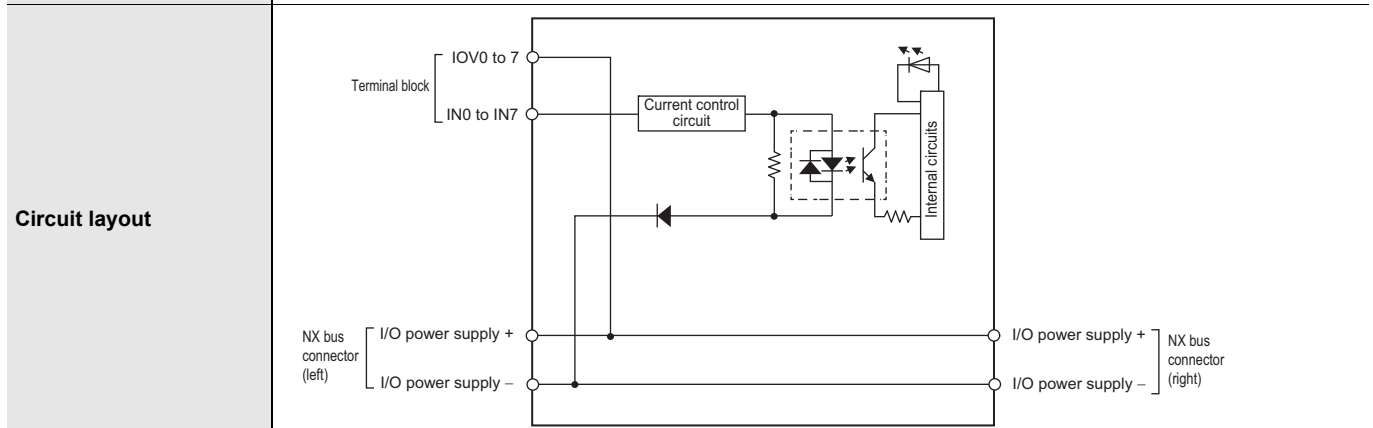 Circuit layout
Terminal block
IOV0 to 7
IN0 to IN7
Current control
circuit
Internal circuits
NX bus
connector
(left)
I/O power supply +
I/O power supply −
I/O power supply +
I/O power supply −
NX bus
connector
(right)